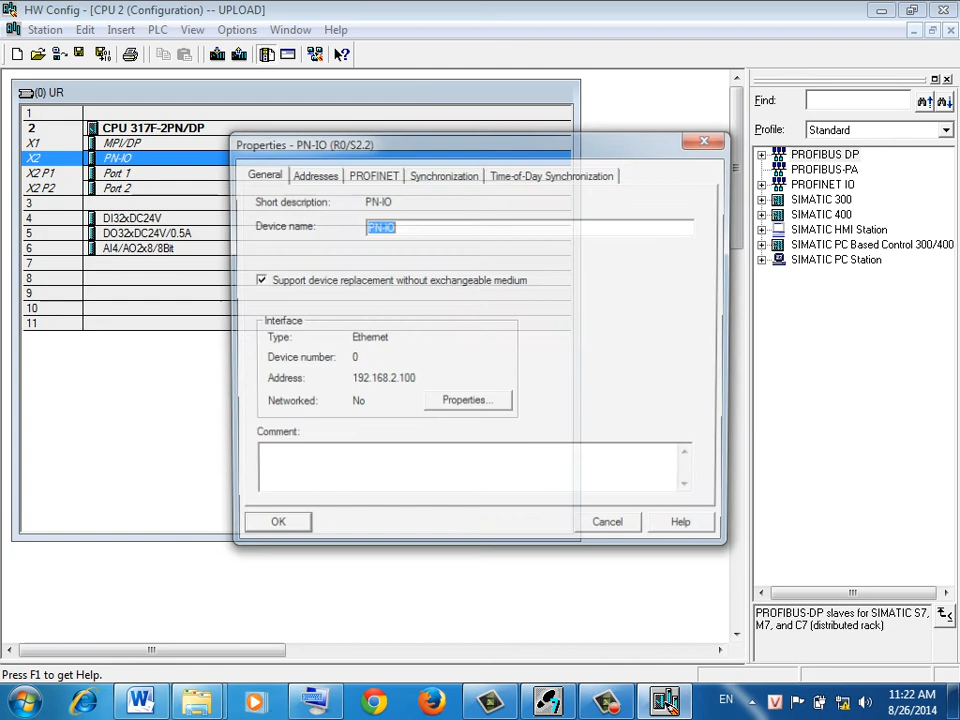 HW Config - [CPU 2 (Configuration) -- UPLOAD]
Station Edit Insert PLC View Options Window Help
(0) UR
1
2 CPU 317F-2PN/DP
X1 MPI/DP
X2 PN-IO
X2 P1 Port 1
X2 P2 Port 2
3
4 DI32xDC24V
5 DO32xDC24V/0.5A
6 AI4/AO2x8/8Bit
7
8
9
10
11
Properties - PN-IO (R0/S2.2)
General Addresses PROFINET Synchronization Time-of-Day Synchronization
Short description: PN-IO
Device name: PN-IO
Support device replacement without exchangeable medium
Interface
Type: Ethernet
Device number: 0
Address: 192.168.2.100
Networked: No Properties...
Comment:
OK Cancel Help
Find:
Profile: Standard
PROFIBUS DP
PROFIBUS-PA
PROFINET IO
SIMATIC 300
SIMATIC 400
SIMATIC HMI Station
SIMATIC PC Based Control 300/400
SIMATIC PC Station
PROFIBUS-DP slaves for SIMATIC S7,
M7, and C7 (distributed rack)
Press F1 to get Help.
EN
11:22 AM
8/26/2014